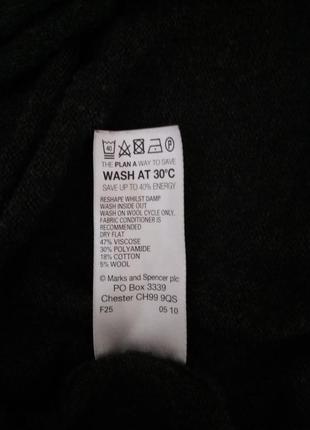 40 P
THE PLAN A WAY TO SAVE
WASH AT 30°C
SAVE UP TO 40% ENERGY
RESHAPE WHILST DAMP
WASH INSIDE OUT
WASH ON WOOL CYCLE ONLY.
FABRIC CONDITIONER IS
RECOMMENDED
DRY FLAT
47% VISCOSE
30% POLYAMIDE
18% COTTON
5% WOOL
© Marks and Spencer plc
PO Box 3339
Chester CH99 9QS
F25 05 10